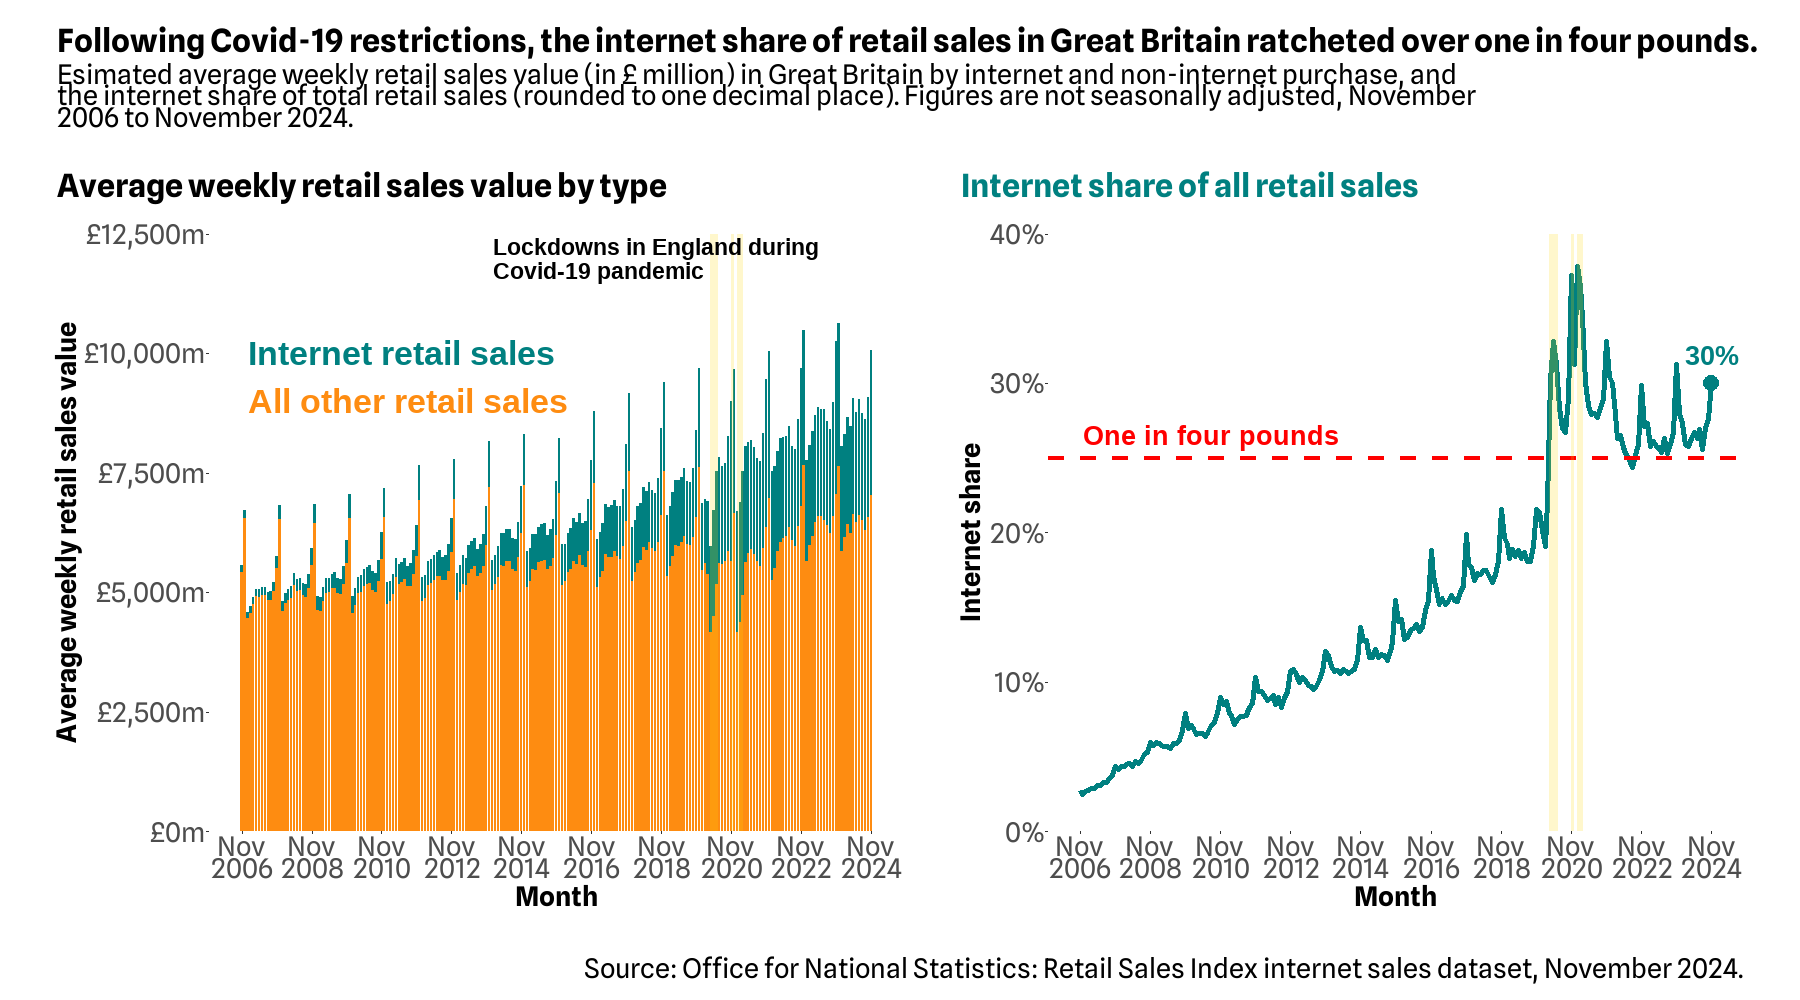 Following Covid-19 restrictions, the internet share of retail sales in Great Britain ratcheted over one in four pounds.
Esimated average weekly retail sales value (in £ million) in Great Britain by internet and non-internet purchase, and
the internet share of total retail sales (rounded to one decimal place). Figures are not seasonally adjusted, November
2006 to November 2024.
Average weekly retail sales value by type
£12,500m
£10,000m
£7,500m
£5,000m
£2,500m
£0m
Average weekly retail sales value
Lockdowns in England during
Covid-19 pandemic
Internet retail sales
All other retail sales
Nov Nov Nov Nov Nov Nov Nov Nov Nov Nov
2006 2008 2010 2012 2014 2016 2018 2020 2022 2024
Month
Internet share of all retail sales
40%
30%
20%
10%
0%
Internet share
30%
One in four pounds
Nov Nov Nov Nov Nov Nov Nov Nov Nov Nov
2006 2008 2010 2012 2014 2016 2018 2020 2022 2024
Month
Source: Office for National Statistics: Retail Sales Index internet sales dataset, November 2024.